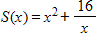 S(x) = x² + 16/x